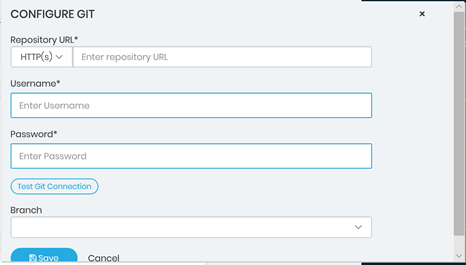 CONFIGURE GIT
Repository URL*
HTTP(s) Enter repository URL
Username*
Enter Username
Password*
Enter Password
Test Git Connection
Branch
Save Cancel